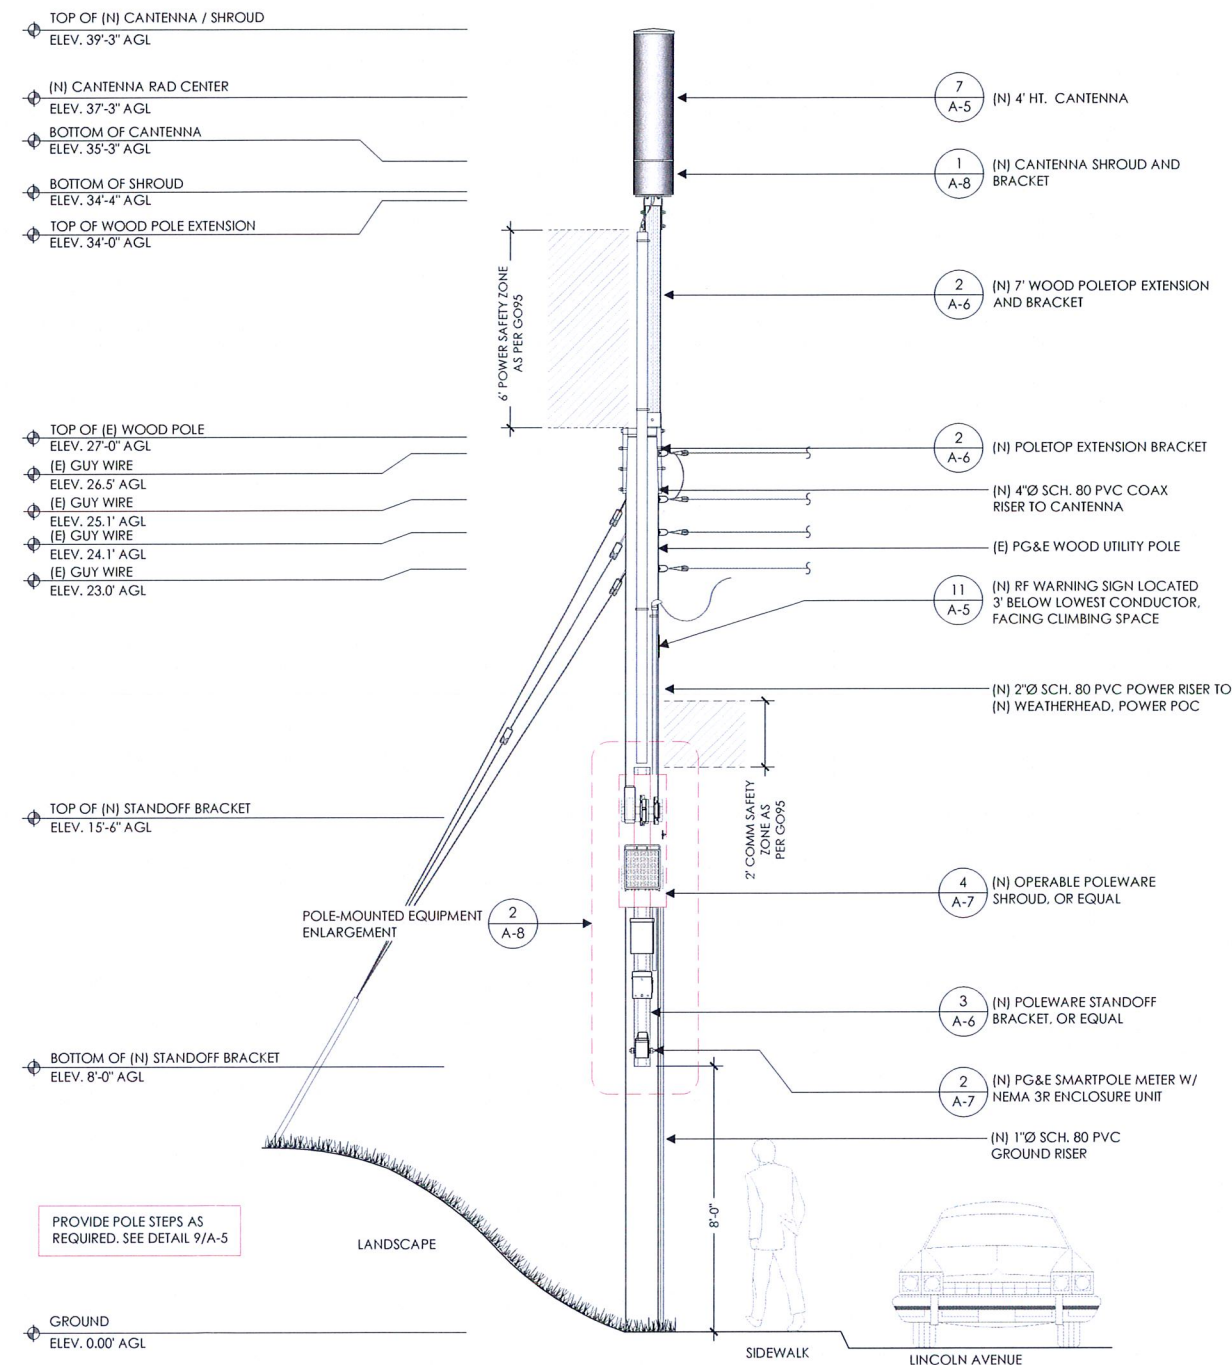 TOP OF (N) CANTENNA / SHROUD
ELEV. 39'-3" AGL
(N) CANTENNA RAD CENTER
ELEV. 37'-3" AGL
BOTTOM OF CANTENNA
ELEV. 35'-3" AGL
BOTTOM OF SHROUD
ELEV. 34'-4" AGL
TOP OF WOOD POLE EXTENSION
ELEV. 34'-0" AGL
7
A-5
(N) 4' HT. CANTENNA
1
A-8
(N) CANTENNA SHROUD AND
BRACKET
6' POWER SAFETY ZONE
AS PER GO95
2
A-6
(N) 7' WOOD POLETOP EXTENSION
AND BRACKET
TOP OF (E) WOOD POLE
ELEV. 27'-0" AGL
(E) GUY WIRE
ELEV. 26.5' AGL
(E) GUY WIRE
ELEV. 25.1' AGL
(E) GUY WIRE
ELEV. 24.1' AGL
(E) GUY WIRE
ELEV. 23.0' AGL
2
A-6
(N) POLETOP EXTENSION BRACKET
(N) 4"Ø SCH. 80 PVC COAX
RISER TO CANTENNA
(E) PG&E WOOD UTILITY POLE
11
A-5
(N) RF WARNING SIGN LOCATED
3' BELOW LOWEST CONDUCTOR,
FACING CLIMBING SPACE
(N) 2"Ø SCH. 80 PVC POWER RISER TO
(N) WEATHERHEAD, POWER POC
2' COMM SAFETY
ZONE AS
PER GO95
TOP OF (N) STANDOFF BRACKET
ELEV. 15'-6" AGL
4
A-7
(N) OPERABLE POLEWARE
SHROUD, OR EQUAL
POLE-MOUNTED EQUIPMENT
ENLARGEMENT
2
A-8
3
A-6
(N) POLEWARE STANDOFF
BRACKET, OR EQUAL
BOTTOM OF (N) STANDOFF BRACKET
ELEV. 8'-0" AGL
2
A-7
(N) PG&E SMARTPOLE METER W/
NEMA 3R ENCLOSURE UNIT
(N) 1"Ø SCH. 80 PVC
GROUND RISER
8'-0"
PROVIDE POLE STEPS AS
REQUIRED. SEE DETAIL 9/A-5
LANDSCAPE
GROUND
ELEV. 0.00' AGL
SIDEWALK
LINCOLN AVENUE